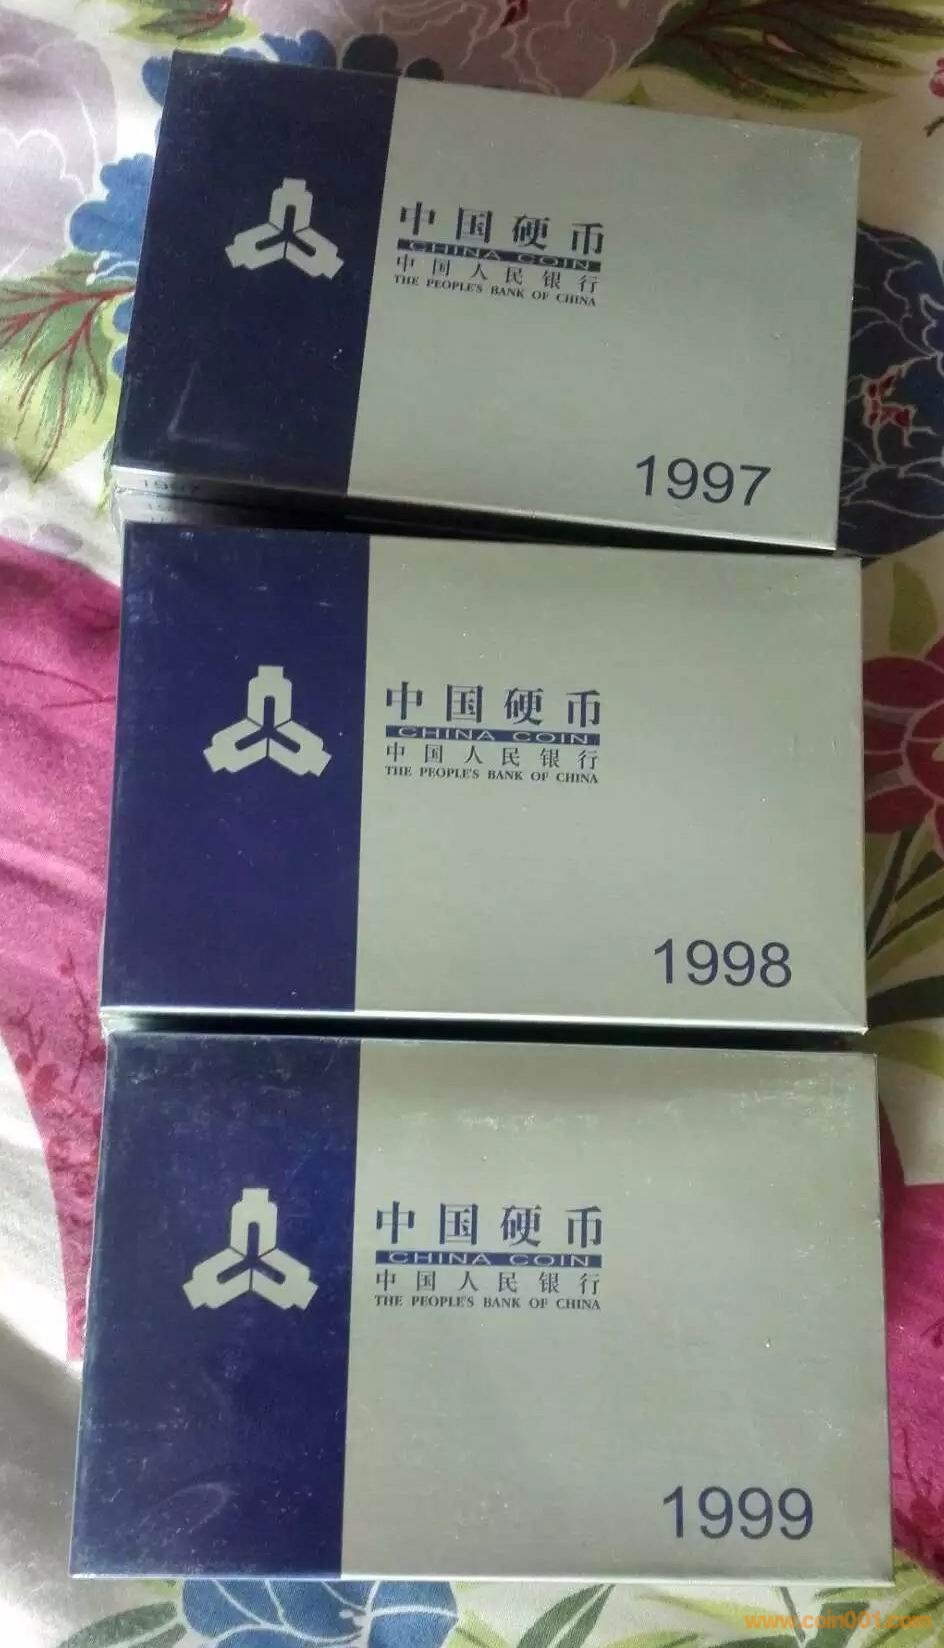 中国硬币
CHINA COIN
中国人民银行
THE PEOPLE'S BANK OF CHINA
1997
1997
中国硬币
CHINA COIN
中国人民银行
THE PEOPLE'S BANK OF CHINA
1998
中国硬币
CHINA COIN
中国人民银行
THE PEOPLE'S BANK OF CHINA
1999
www.coin001.com